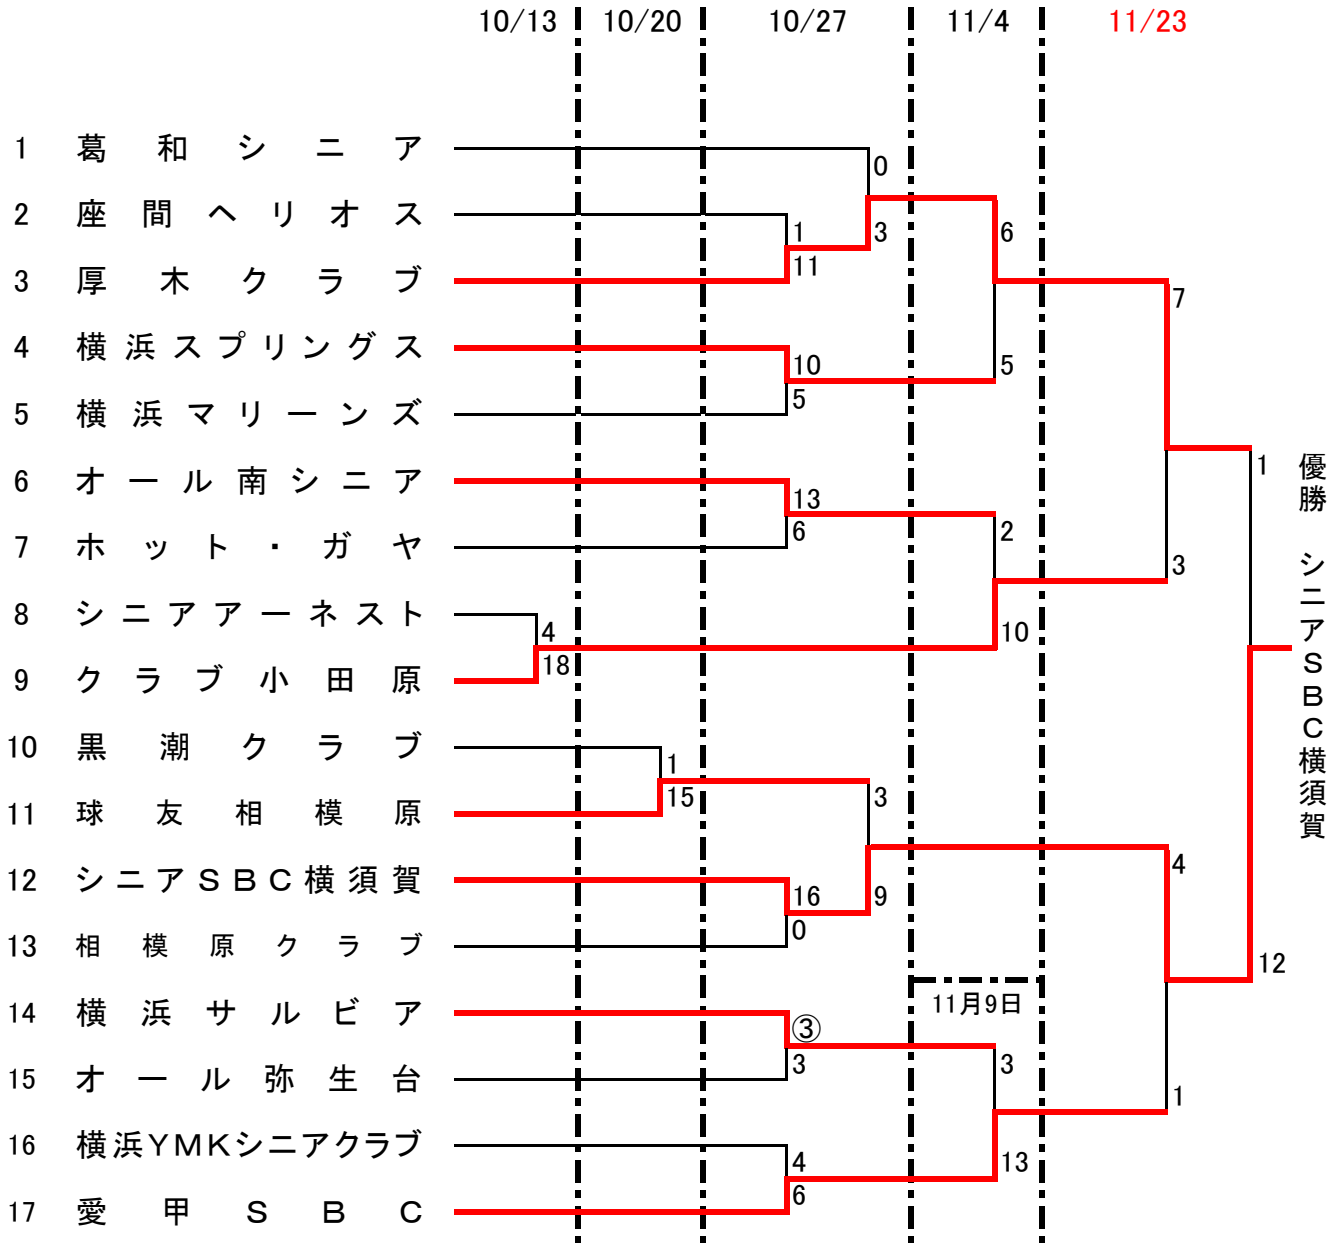 10/13 10/20 10/27 11/4 11/23
1 葛和シニア
0
2 座間ヘリオス
1 3 6
3 厚木クラブ
11
7
4 横浜スプリングス
10 5
5 横浜マリーンズ
5
1
6 オール南シニア
13
7 ホット・ガヤ
6 2
3
8 シニアアーネスト
4 10
9 クラブ小田原
18
10 黒潮クラブ
1
11 球友相模原
15 3
12 シニアSBC横須賀
16 9 4
13 相模原クラブ
0
12
14 横浜サルビア
11月9日
③
15 オール弥生台
3 3
1
16 横浜YMKシニアクラブ
4 13
17 愛甲SBC
6
優勝 シニアSBC横須賀